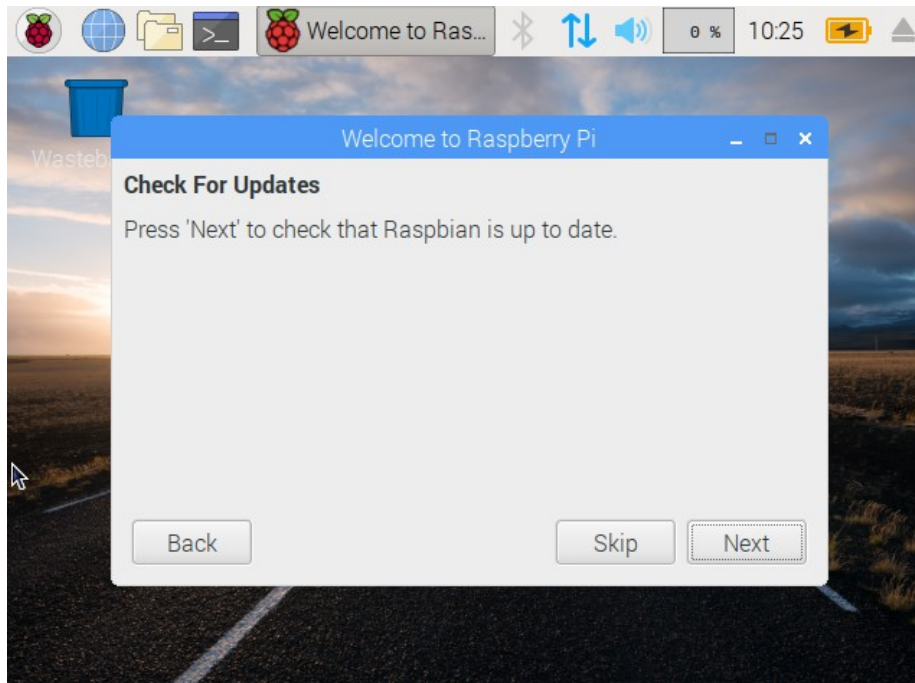 Welcome to Ras...
0 %
10:25
Wasteb
Welcome to Raspberry Pi
Check For Updates
Press 'Next' to check that Raspbian is up to date.
Back
Skip
Next